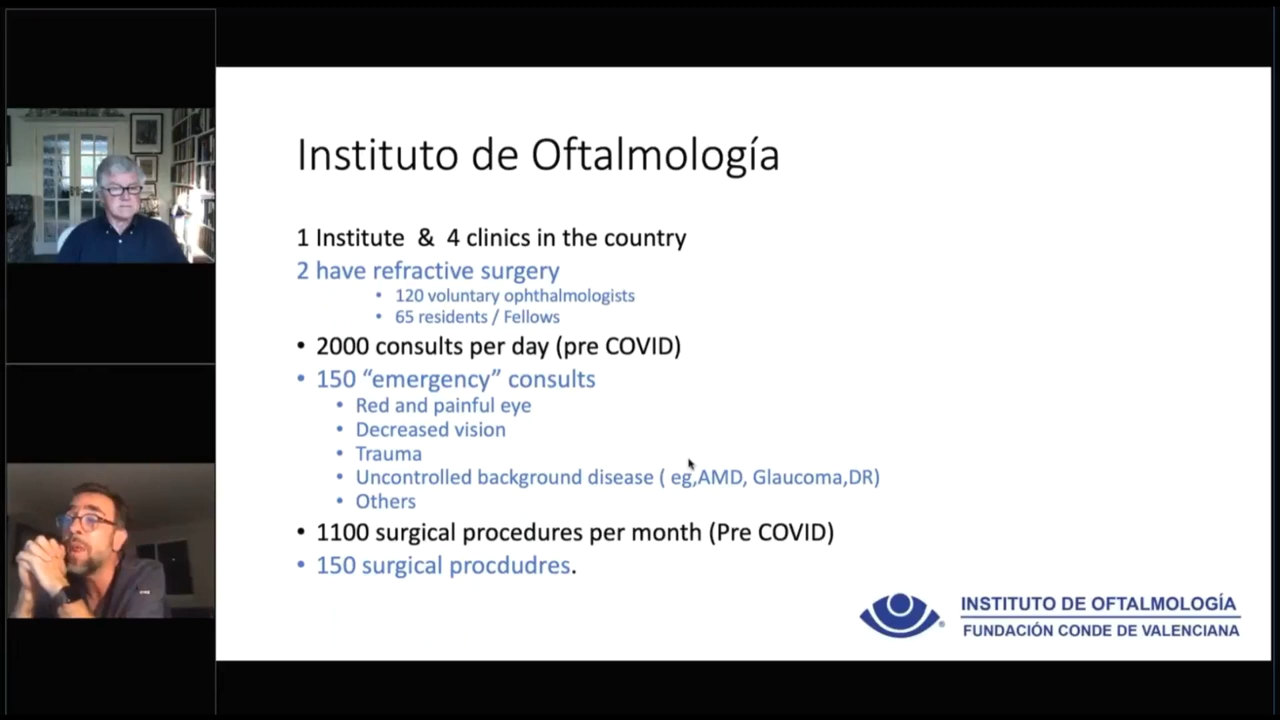 Instituto de Oftalmología
1 Institute & 4 clinics in the country
2 have refractive surgery
• 120 voluntary ophthalmologists
• 65 residents / Fellows
• 2000 consults per day (pre COVID)
• 150 “emergency” consults
• Red and painful eye
• Decreased vision
• Trauma
• Uncontrolled background disease ( eg,AMD, Glaucoma,DR)
• Others
• 1100 surgical procedures per month (Pre COVID)
• 150 surgical procdudres.
INSTITUTO DE OFTALMOLOGÍA
FUNDACIÓN CONDE DE VALENCIANA
®